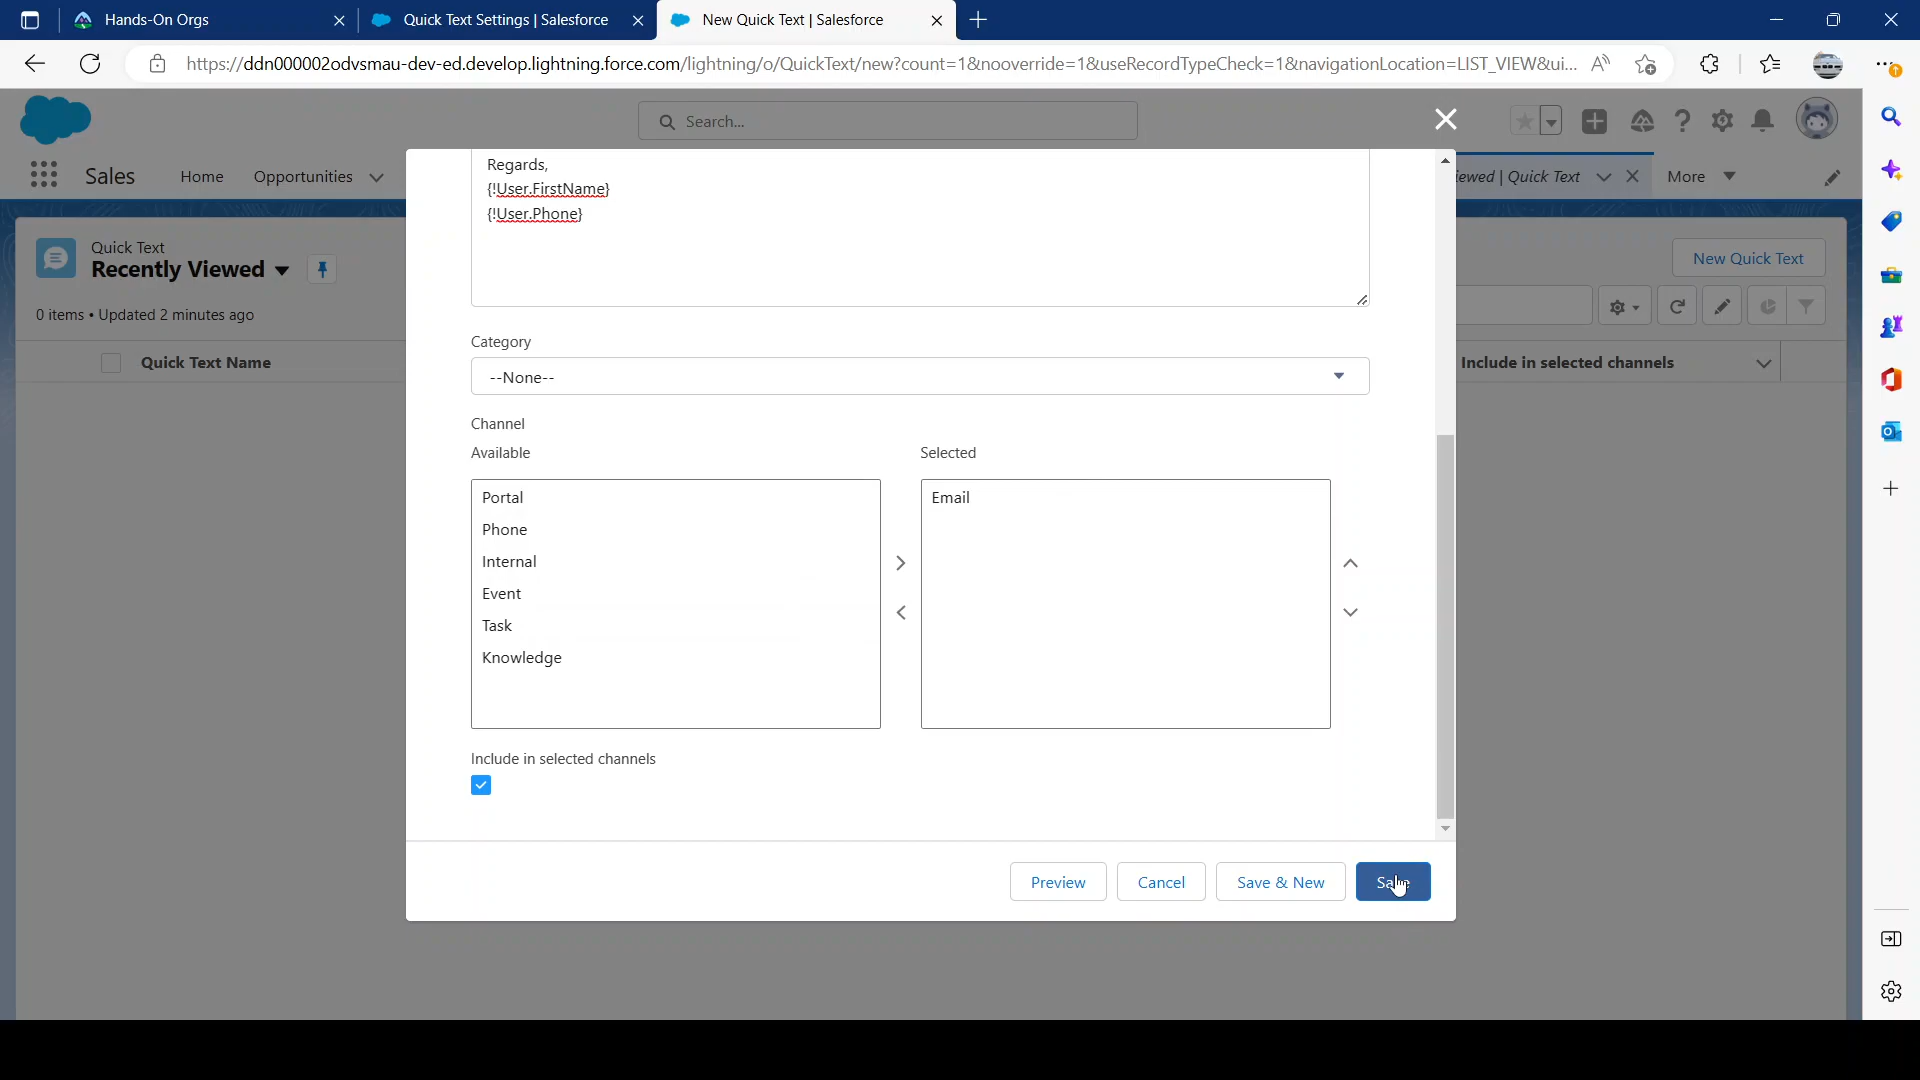 Hands-On Orgs
Quick Text Settings | Salesforce
New Quick Text | Salesforce
https://ddn000002odvsmau-dev-ed.develop.lightning.force.com/lightning/o/QuickText/new?count=1&nooverride=1&useRecordTypeCheck=1&navigationLocation=LIST_VIEW&ui...
Search...
Sales
Home
Opportunities
iewed | Quick Text
More
Regards,
{!User.FirstName}
{!User.Phone}
Quick Text
Recently Viewed
New Quick Text
0 items • Updated 2 minutes ago
Quick Text Name
Include in selected channels
Category
--None--
Channel
Available
Selected
Portal
Phone
Internal
Event
Task
Knowledge
Email
Include in selected channels
Preview
Cancel
Save & New